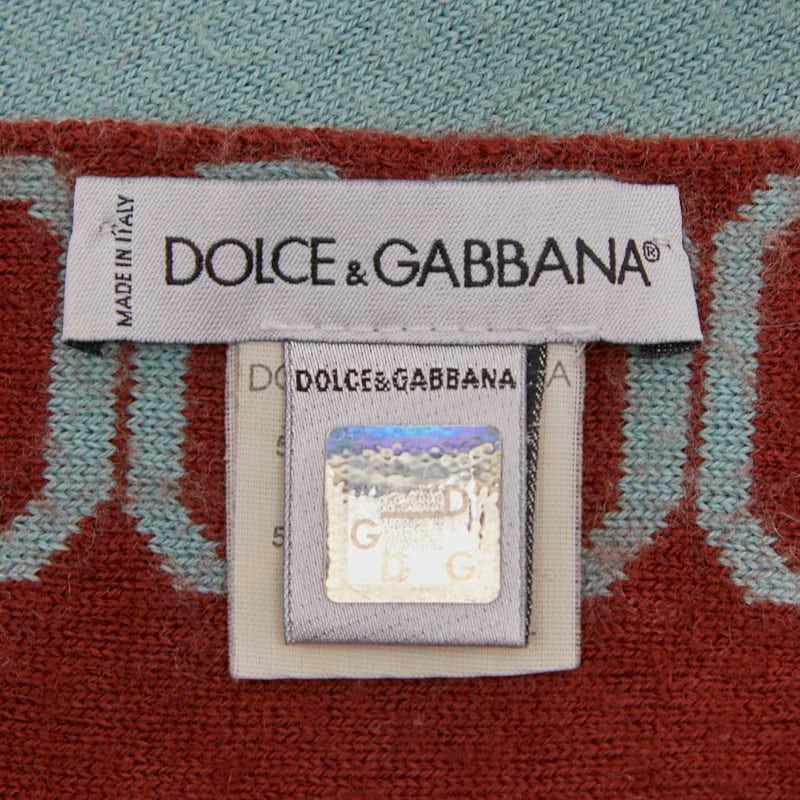 MADE IN ITALY
DOLCE & GABBANA®
DOLCE&GABBANA
D
G
D G